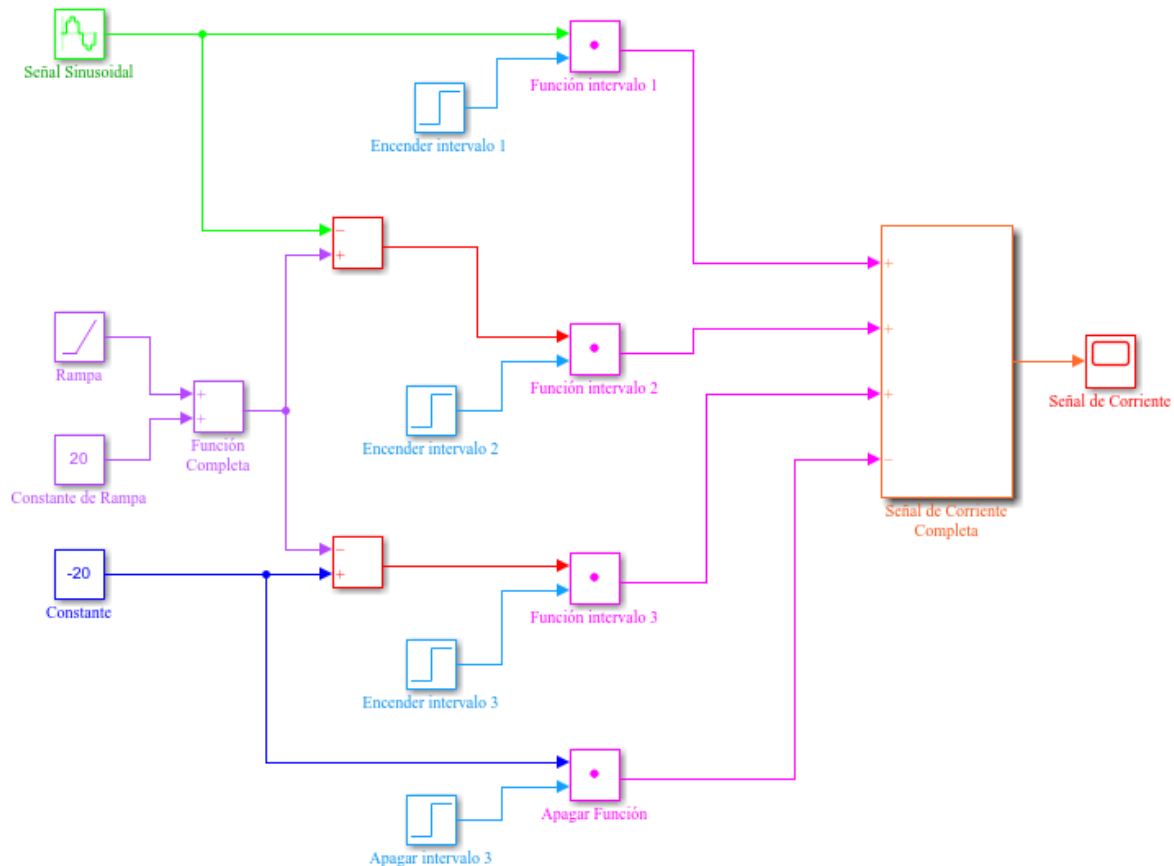 Señal Sinusoidal
Función intervalo 1
Encender intervalo 1
−
+
+
+
Rampa
+
+
Función intervalo 2
+
−
Señal de Corriente
Señal de Corriente
Completa
+
+
Función
Completa
20
Constante de Rampa
Encender intervalo 2
−
+
-20
Constante
Función intervalo 3
Encender intervalo 3
Apagar Función
Apagar intervalo 3